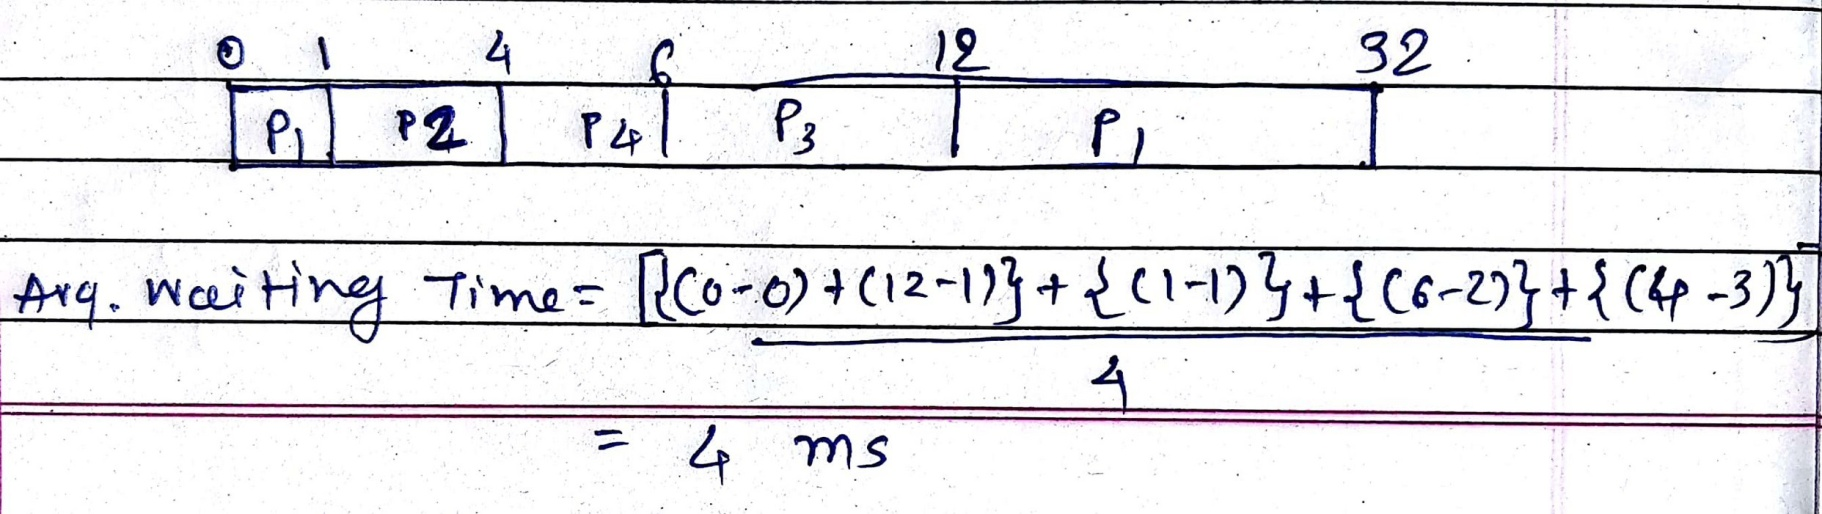 0 1 4 6 12 32
P1 P2 P4 P3 P1
Avg. Waiting Time = [{(0-0)+(12-1)}+{(1-1)}+{(6-2)}+{(4-3)}]
4
= 4 ms